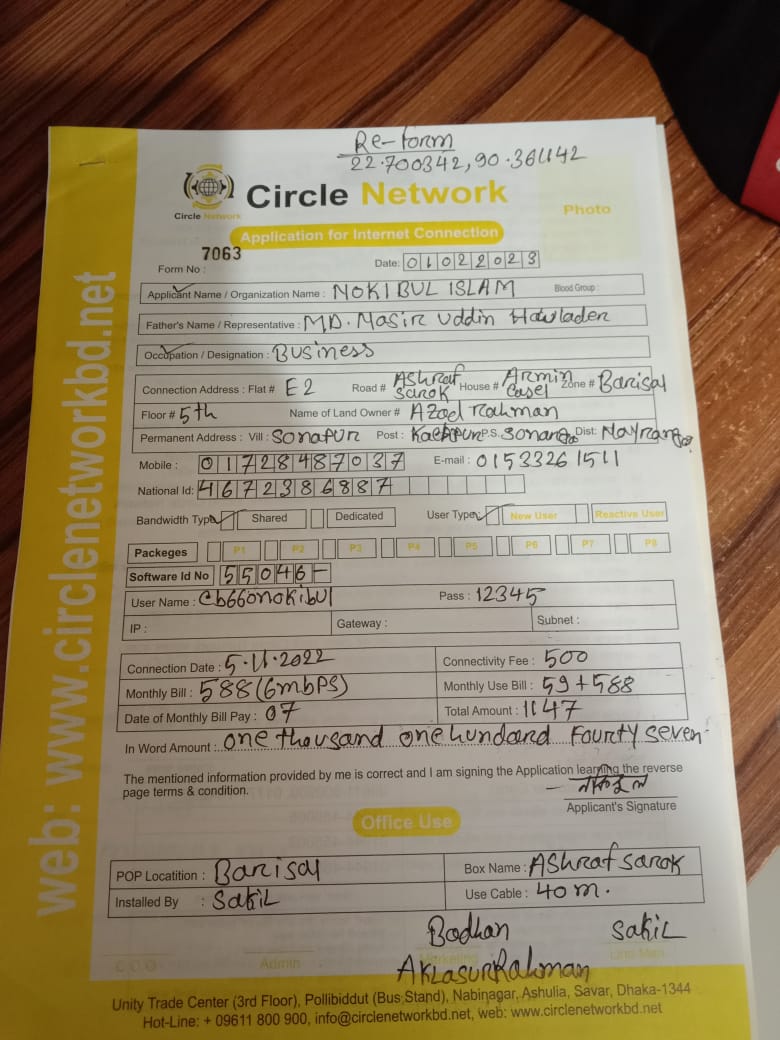 Re-form
22.700342, 90.361142
Circle Network
Circle Network
Photo
Application for Internet Connection
Form No : 7063
Date: 01022023
Applicant Name / Organization Name : NOKIBUL ISLAM Blood Group :
Father's Name / Representative : MD. Nasir Uddin Howlader
Occupation / Designation : Business
Connection Address : Flat # E2 Road # Ashraf Sarok House # Armin Casel Zone # Barisal
Floor # 5th Name of Land Owner # Azad Rahman
Permanent Address : Vill : Sonapur Post : P.S. Dist:
Mobile : 01728487037 E-mail : 01533261511
National Id: 4672386887
Bandwidth Type Shared Dedicated User Type: New User Reactive User
Packeges P1 P2 P3 P4 P5 P6 P7 P8
Software Id No 55046-
User Name : Cb660nokibul Pass : 12345
IP : Gateway : Subnet :
Connection Date : 5.11.2022 Connectivity Fee : 500
Monthly Bill : 588 (6mbps) Monthly Use Bill : 59+588
Date of Monthly Bill Pay : 07 Total Amount : 1147
In Word Amount : one thousand one hundard Fourty seven
The mentioned information provided by me is correct and I am signing the Application learning the reverse
page terms & condition.
Applicant's Signature
Office Use
POP Locatition : Barisal Box Name : Ashraf Sarok
Installed By : Sakil Use Cable : 40 m.
Bodhan Sakil
C.O.O Admin Marketing Line Man
Aklasur Rahman
Unity Trade Center (3rd Floor), Pollibiddut (Bus Stand), Nabinagar, Ashulia, Savar, Dhaka-1344
Hot-Line: + 09611 800 900, info@circlenetworkbd.net, web: www.circlenetworkbd.net
web: www.circlenetworkbd.net